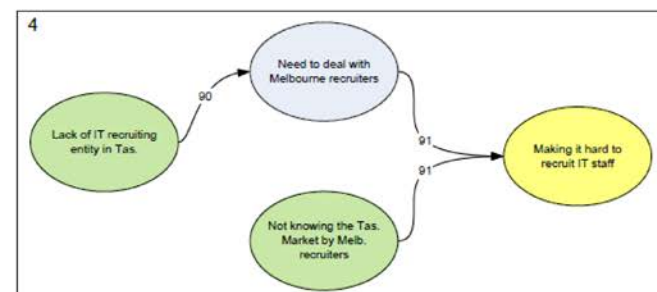 4
Need to deal with
Melbourne recruiters
90
Lack of IT recruiting
entity in Tas.
91
Making it hard to
recruit IT staff
91
Not knowing the Tas.
Market by Melb.
recruiters